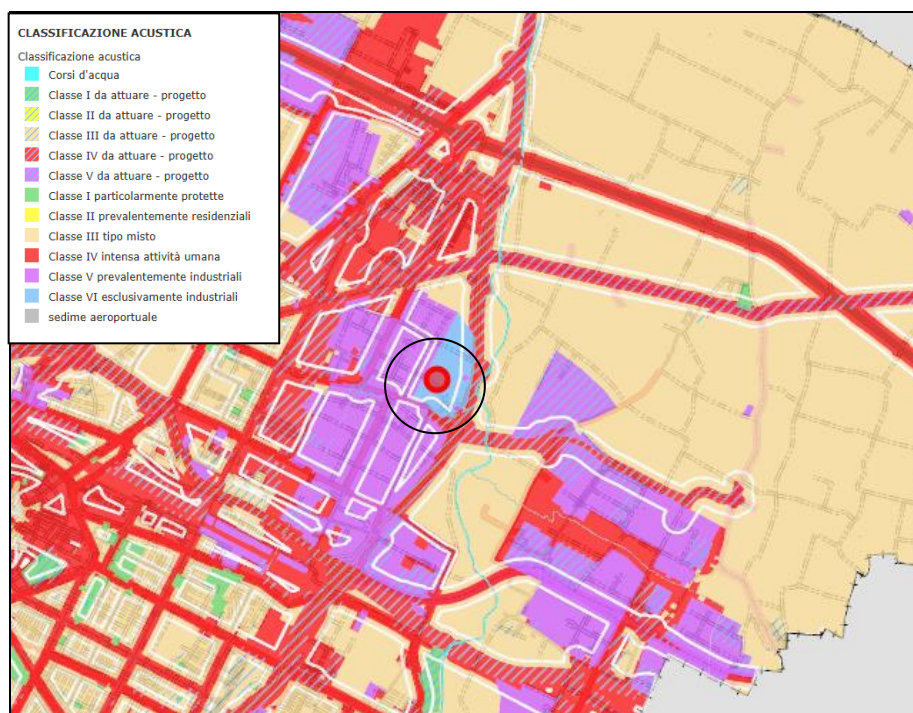 CLASSIFICAZIONE ACUSTICA
Classificazione acustica
Corsi d'acqua
Classe I da attuare - progetto
Classe II da attuare - progetto
Classe III da attuare - progetto
Classe IV da attuare - progetto
Classe V da attuare - progetto
Classe I particolarmente protette
Classe II prevalentemente residenziali
Classe III tipo misto
Classe IV intensa attività umana
Classe V prevalentemente industriali
Classe VI esclusivamente industriali
sedime aeroportuale